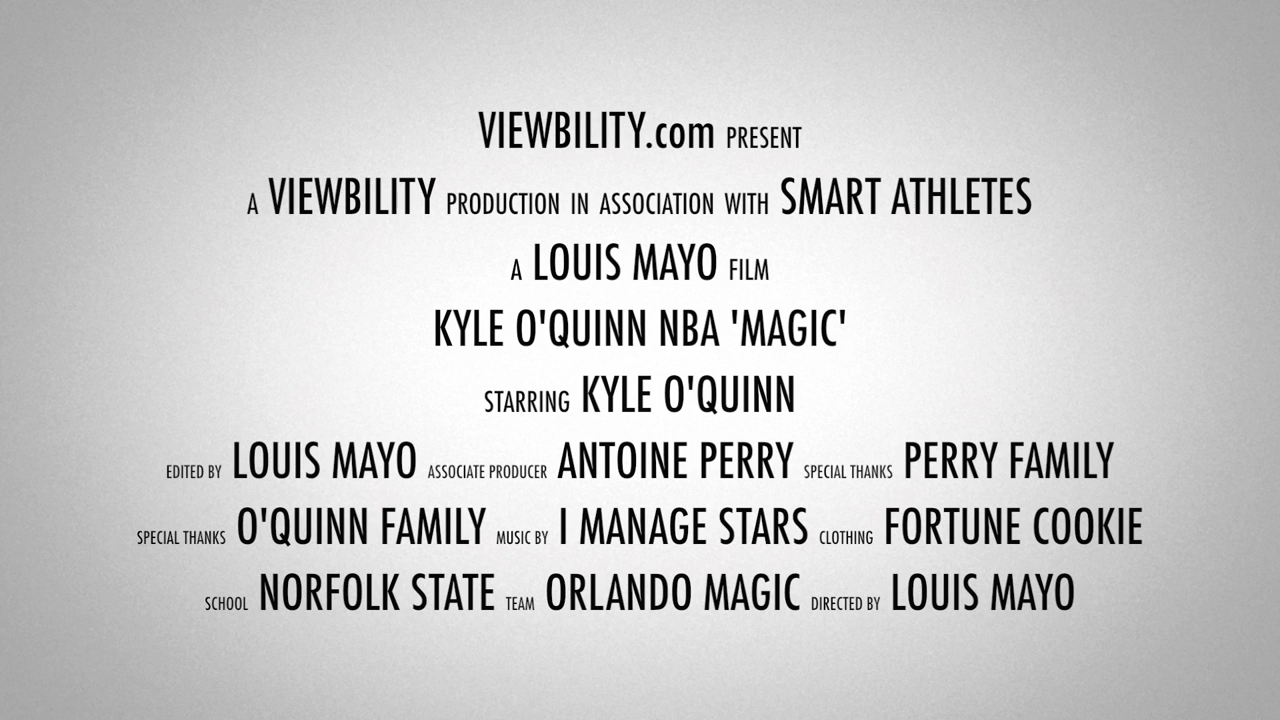 VIEWBILITY.com PRESENT
A VIEWBILITY PRODUCTION IN ASSOCIATION WITH SMART ATHLETES
A LOUIS MAYO FILM
KYLE O'QUINN NBA 'MAGIC'
STARRING KYLE O'QUINN
EDITED BY LOUIS MAYO ASSOCIATE PRODUCER ANTOINE PERRY SPECIAL THANKS PERRY FAMILY
SPECIAL THANKS O'QUINN FAMILY MUSIC BY I MANAGE STARS CLOTHING FORTUNE COOKIE
SCHOOL NORFOLK STATE TEAM ORLANDO MAGIC DIRECTED BY LOUIS MAYO